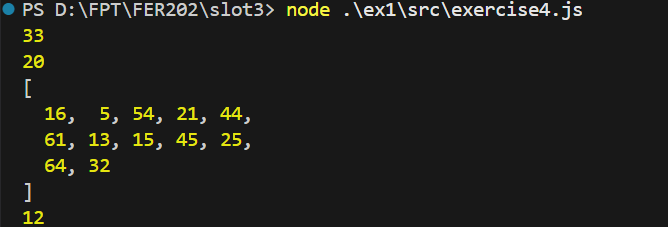 PS D:\FPT\FER202\slot3> node .\ex1\src\exercise4.js
33
20
[
  16,  5, 54, 21, 44,
  61, 13, 15, 45, 25,
  64, 32
]
12